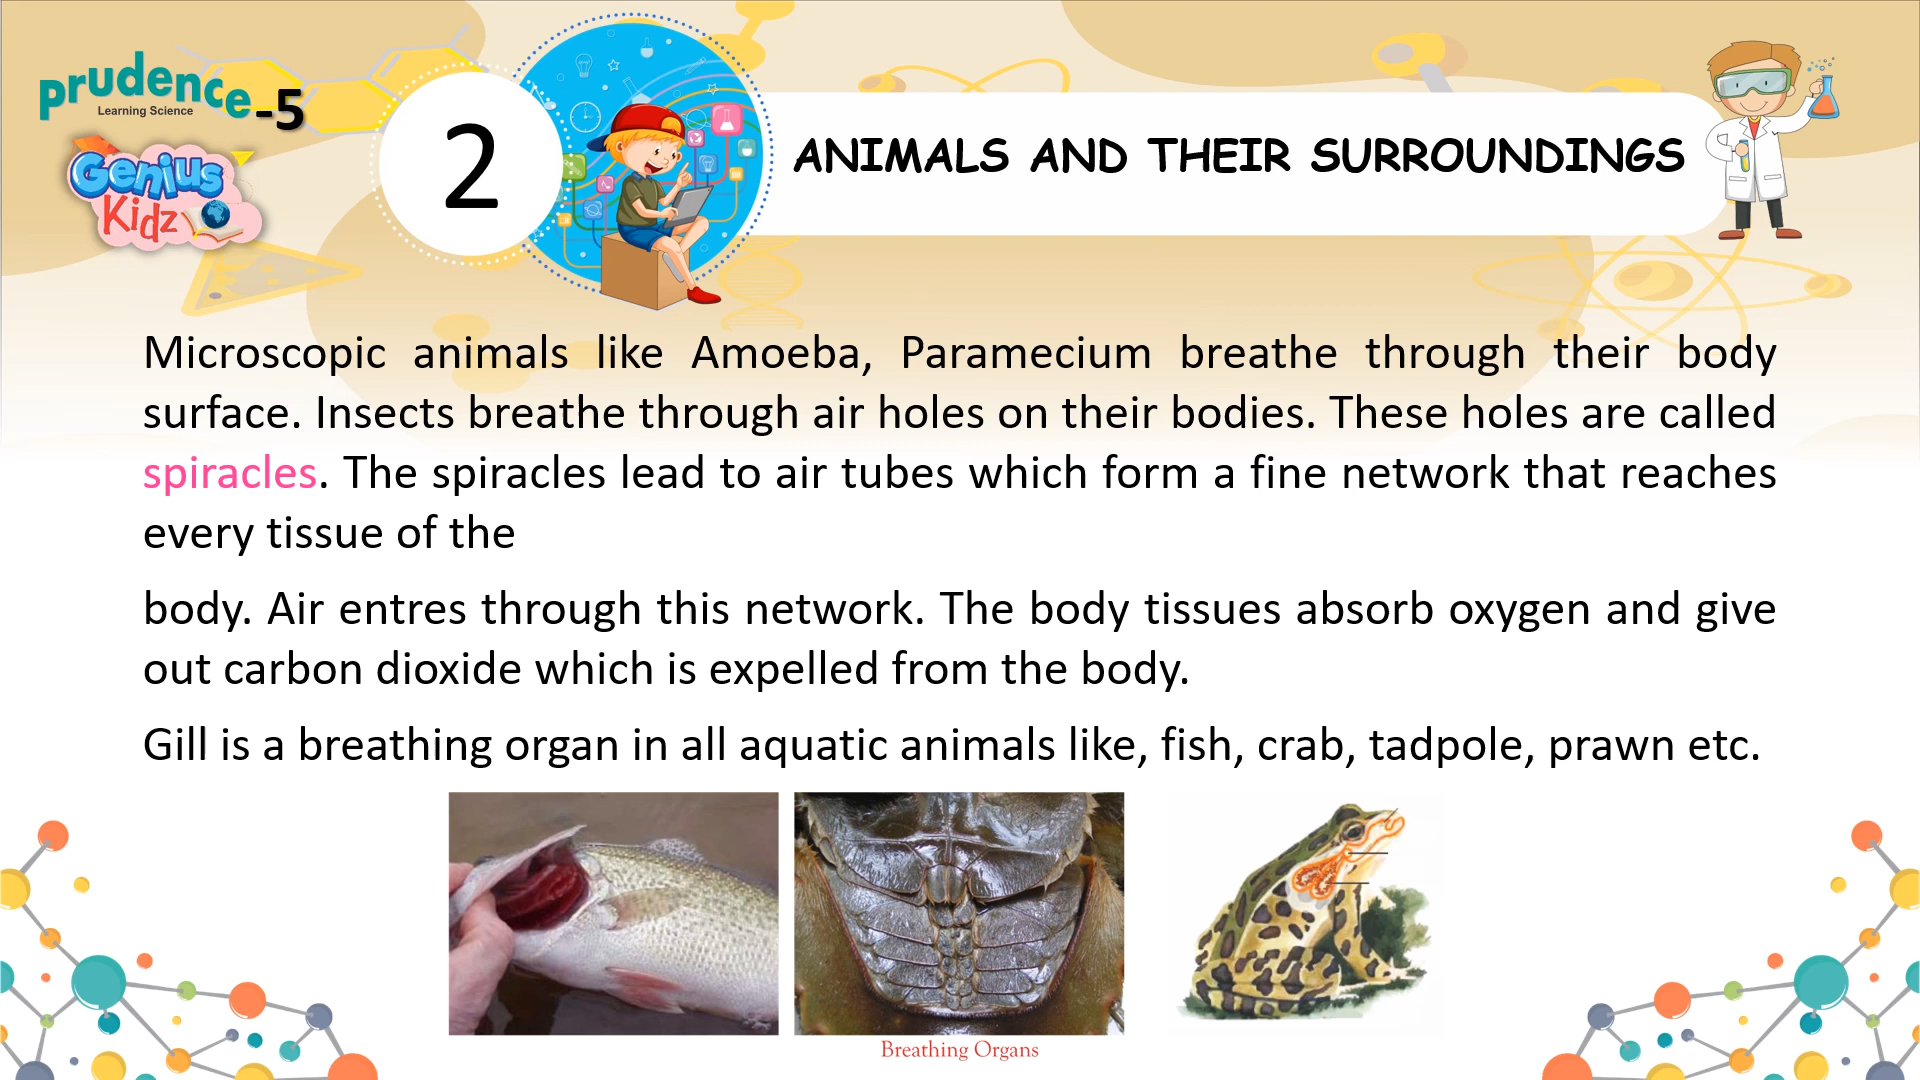 prudence-5
Learning Science
Genius
Kidz
2
ANIMALS AND THEIR SURROUNDINGS
Microscopic animals like Amoeba, Paramecium breathe through their body
surface. Insects breathe through air holes on their bodies. These holes are called
spiracles. The spiracles lead to air tubes which form a fine network that reaches
every tissue of the
body. Air entres through this network. The body tissues absorb oxygen and give
out carbon dioxide which is expelled from the body.
Gill is a breathing organ in all aquatic animals like, fish, crab, tadpole, prawn etc.
Breathing Organs